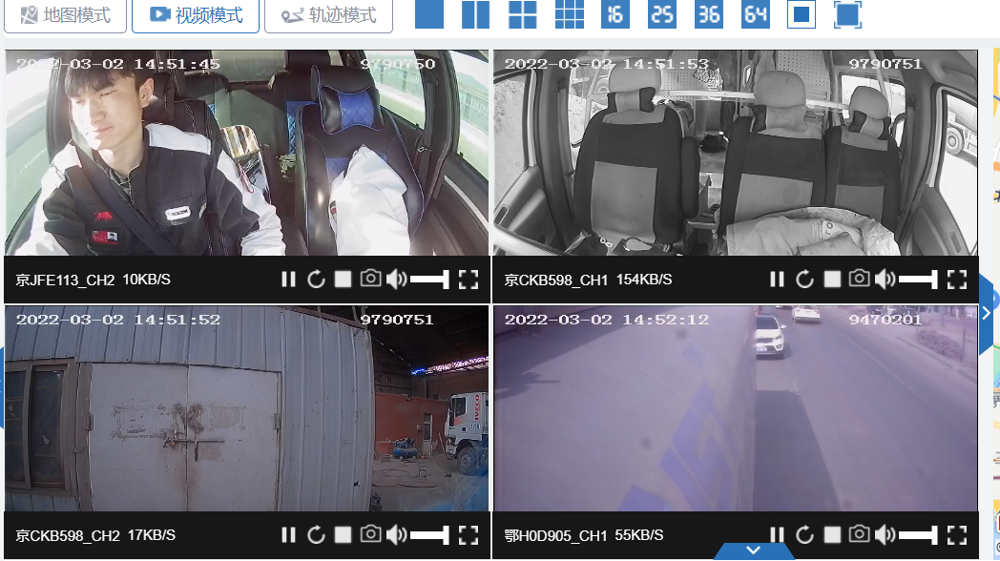 地图模式 视频模式 轨迹模式 16 25 36 64
2022-03-02 14:51:45 9790750
京JFE113_CH2 10KB/S
2022-03-02 14:51:53 9790751
京CKB598_CH1 154KB/S
2022-03-02 14:51:52 9790751
IVECO
京CKB598_CH2 17KB/S
2022-03-02 14:52:12 9470201
鄂H0D905_CH1 55KB/S